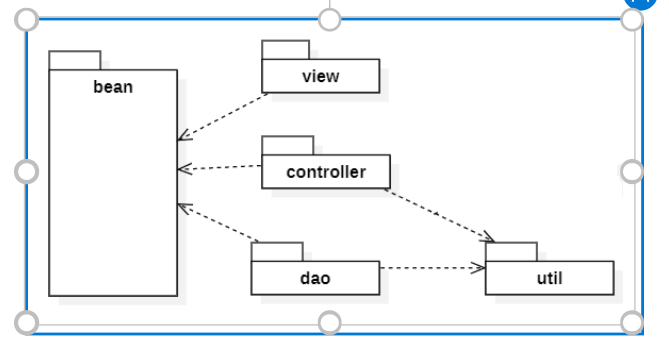 bean
view
controller
dao
util